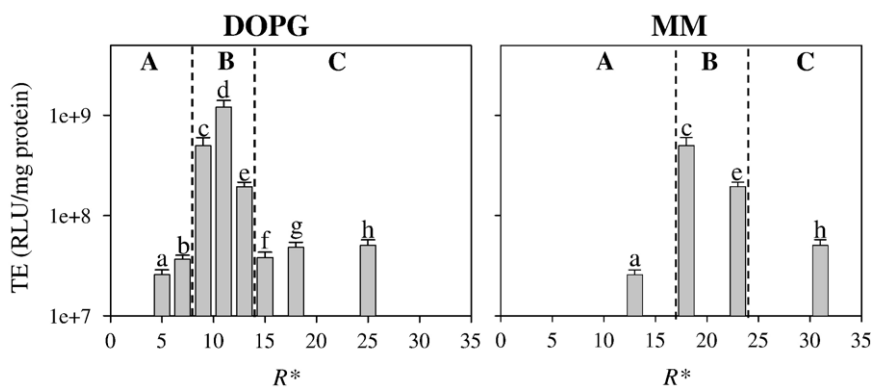 DOPG MM
A B C A B C
d
1e+9
c c
TE (RLU/mg protein)
e e
1e+8
g h h
b f
a a
1e+7
0 5 10 15 20 25 30 35 0 5 10 15 20 25 30 35
R* R*